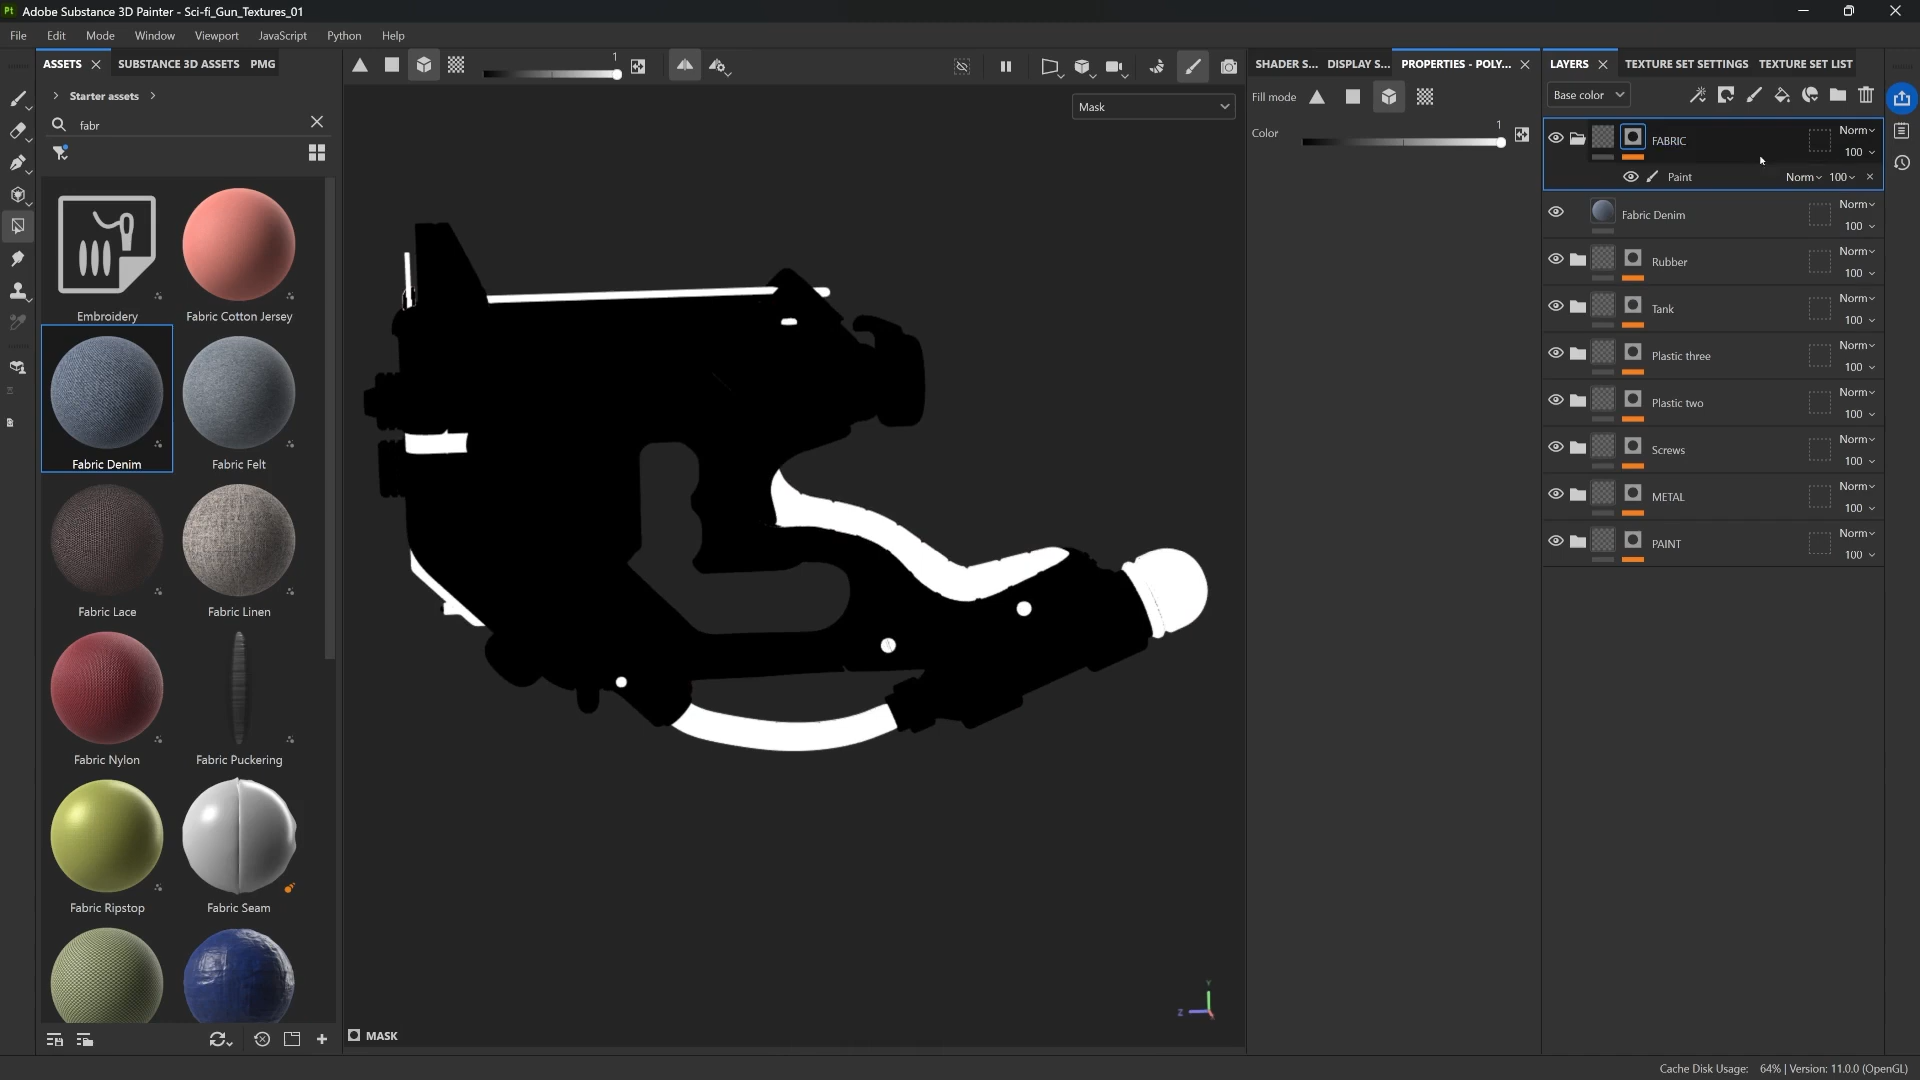 Pt Adobe Substance 3D Painter - Sci-fi_Gun_Textures_01
File Edit Mode Window Viewport JavaScript Python Help
ASSETS SUBSTANCE 3D ASSETS PMG
1
SHADER S... DISPLAY S... PROPERTIES - POLY...
LAYERS TEXTURE SET SETTINGS TEXTURE SET LIST
Starter assets
fabr
Mask
Fill mode
Color 1
Base color
FABRIC Norm 100
Paint Norm 100
Fabric Denim Norm 100
Rubber Norm 100
Tank Norm 100
Plastic three Norm 100
Plastic two Norm 100
Screws Norm 100
METAL Norm 100
PAINT Norm 100
Embroidery Fabric Cotton Jersey
Fabric Denim Fabric Felt
Fabric Lace Fabric Linen
Fabric Nylon Fabric Puckering
Fabric Ripstop Fabric Seam
Y
Z
MASK
Cache Disk Usage: 64% | Version: 11.0.0 (OpenGL)